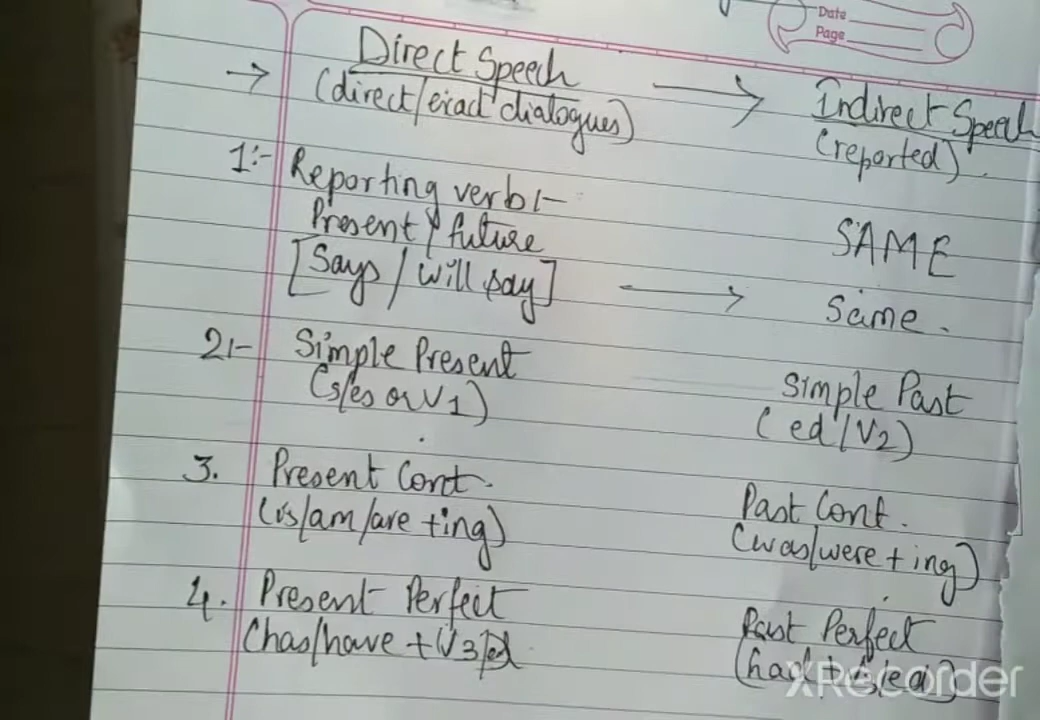 Date
Page
Direct Speech → Indirect Speech
→ (direct/exact dialogues) (reported).
1:- Reporting verb:-
Present / future SAME
[Says / will say] → Same.
2:- Simple Present Simple Past
(s/es or V1) (ed/V2)
3. Present Cont. Past Cont.
(is/am/are +ing) (was/were + ing)
4. Present Perfect Past Perfect
(has/have + V3/ed (had +
XRecorder